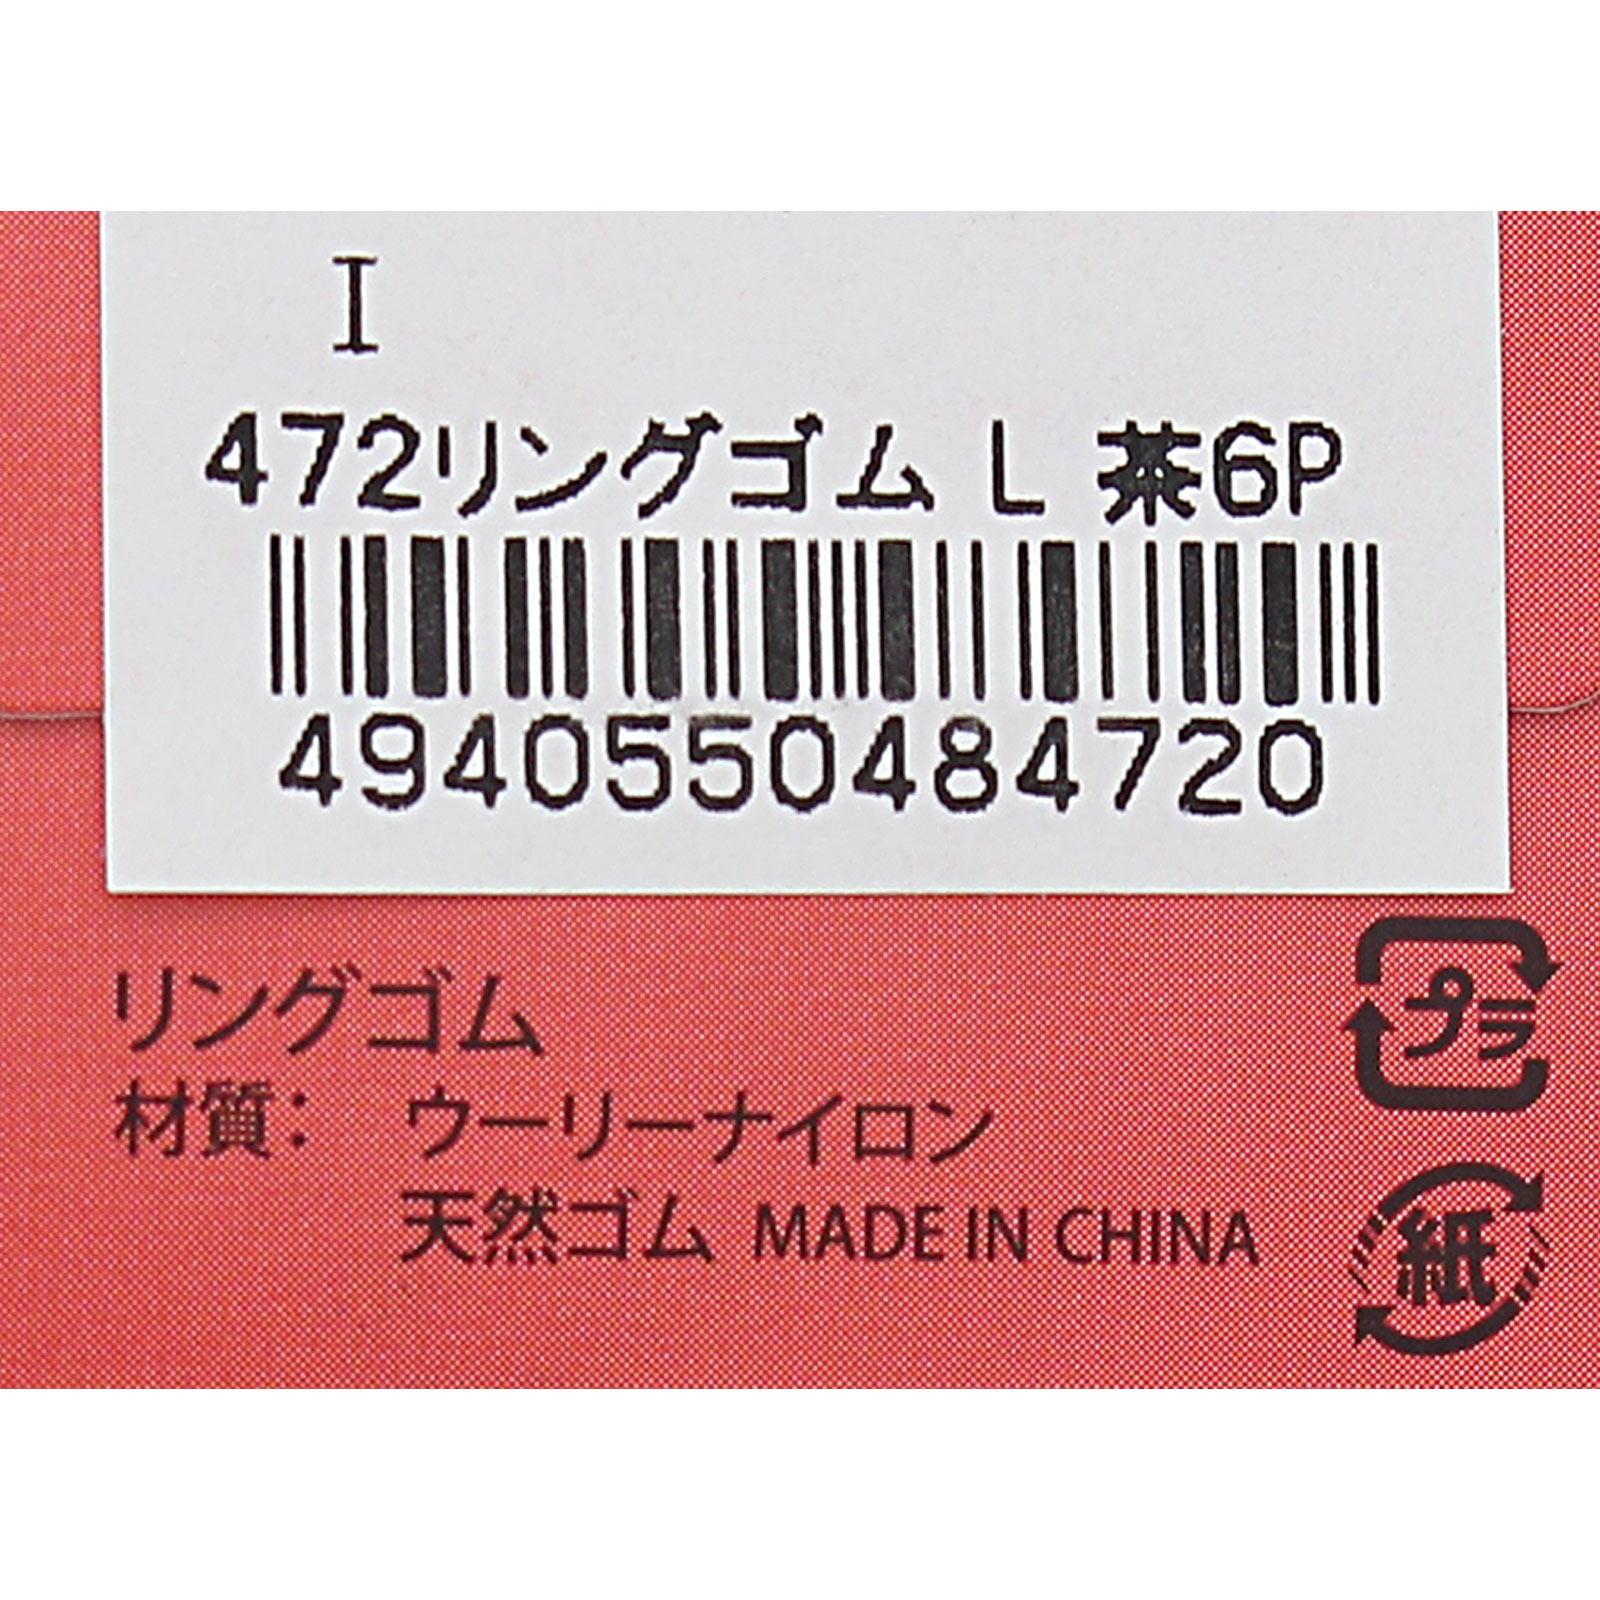 I
472リングゴム L 茶6P
4940550484720
リングゴム
材質： ウーリーナイロン
天然ゴム MADE IN CHINA
プラ
紙